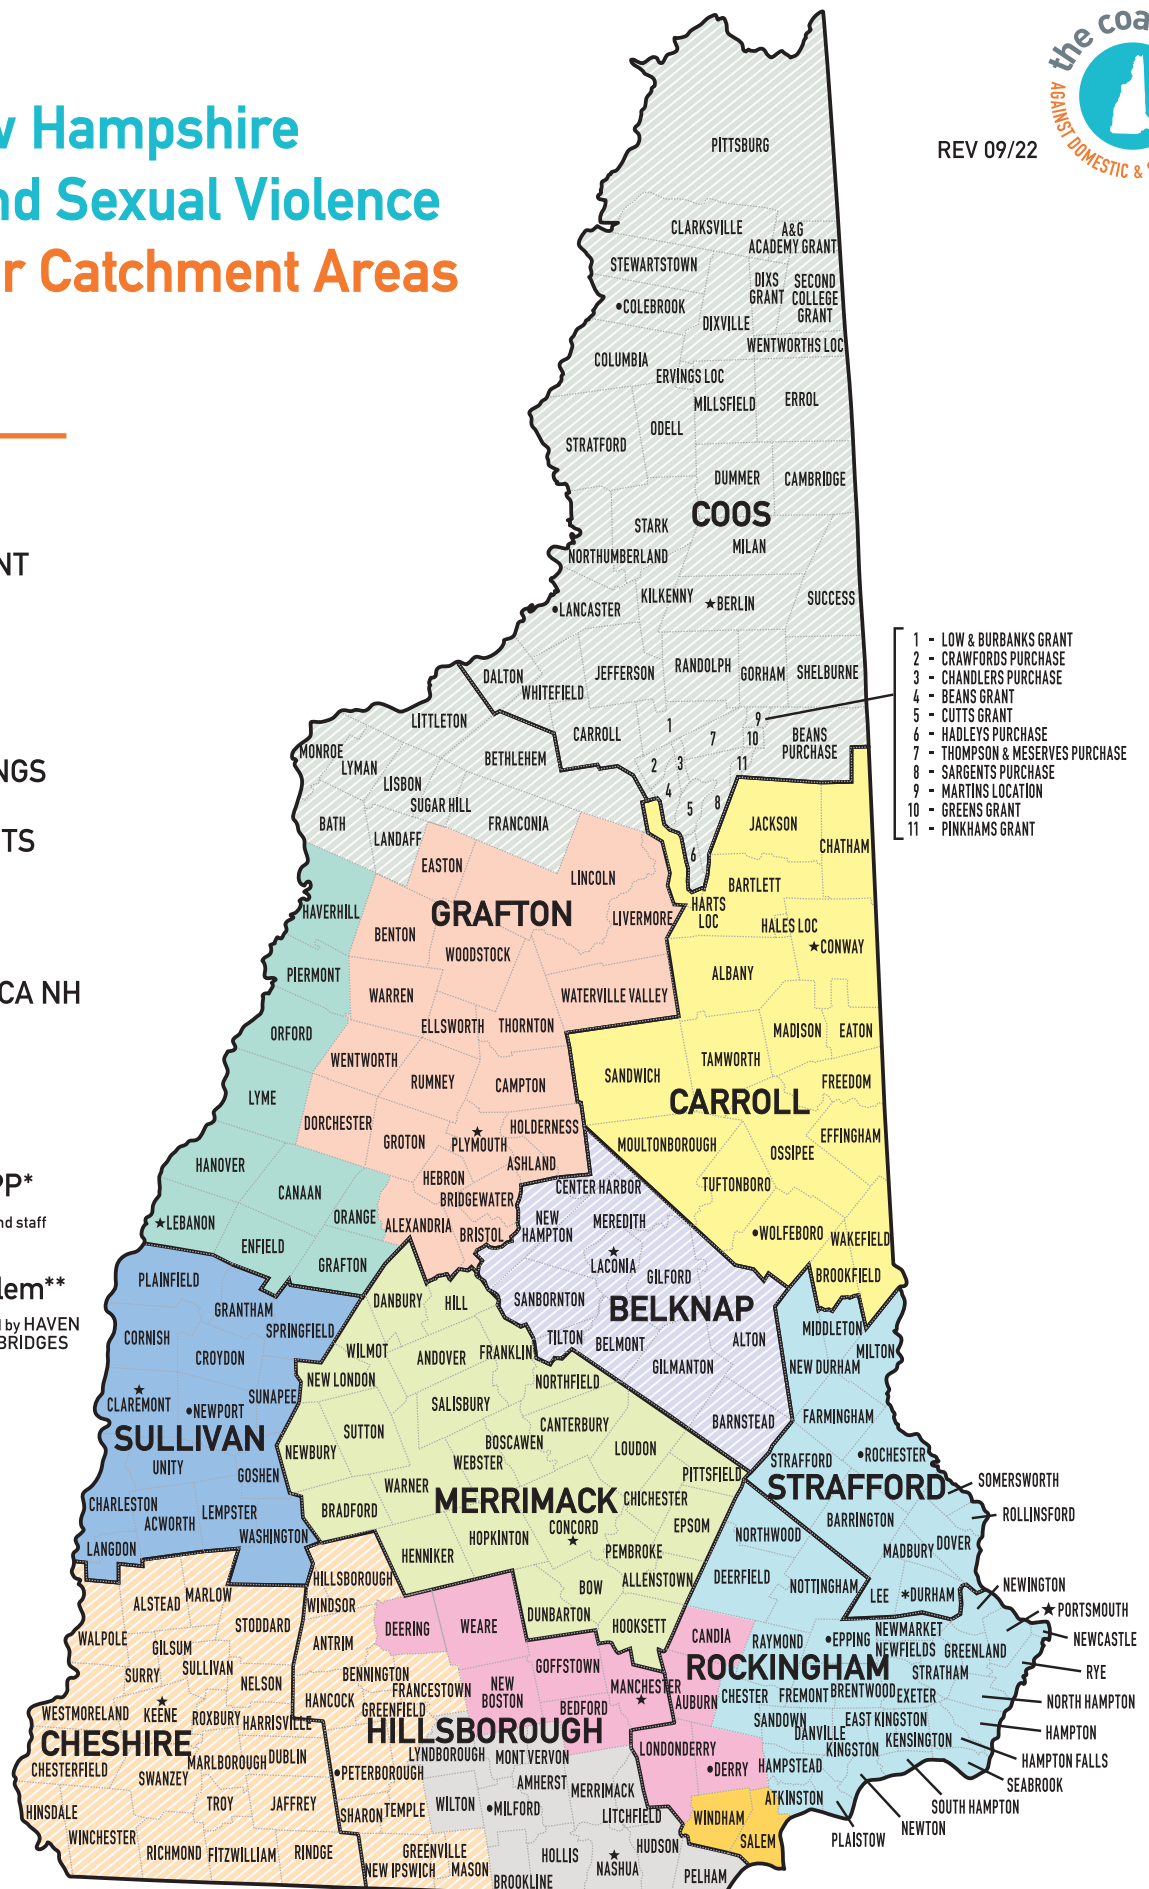 w Hampshire
nd Sexual Violence
r Catchment Areas
the coa
AGAINST DOMESTIC & S
REV 09/22
NT
NGS
TS
CA NH
PP*
nd staff
lem**
d by HAVEN
BRIDGES
PITTSBURG
CLARKSVILLE
A&G
ACADEMY GRANT
STEWARTSTOWN
DIXS
GRANT
SECOND
COLLEGE
GRANT
•COLEBROOK
DIXVILLE
WENTWORTHS LOC
COLUMBIA
ERVINGS LOC
MILLSFIELD
ERROL
ODELL
STRATFORD
DUMMER
CAMBRIDGE
COOS
STARK
MILAN
NORTHUMBERLAND
KILKENNY
★BERLIN
SUCCESS
•LANCASTER
DALTON
WHITEFIELD
JEFFERSON
RANDOLPH
GORHAM
SHELBURNE
CARROLL
BEANS
PURCHASE
1
2
3
4
5
6
7
8
9
10
11
1 - LOW & BURBANKS GRANT
2 - CRAWFORDS PURCHASE
3 - CHANDLERS PURCHASE
4 - BEANS GRANT
5 - CUTTS GRANT
6 - HADLEYS PURCHASE
7 - THOMPSON & MESERVES PURCHASE
8 - SARGENTS PURCHASE
9 - MARTINS LOCATION
10 - GREENS GRANT
11 - PINKHAMS GRANT
LITTLETON
MONROE
LYMAN
BETHLEHEM
LISBON
SUGAR HILL
BATH
LANDAFF
FRANCONIA
EASTON
LINCOLN
HAVERHILL
GRAFTON
LIVERMORE
BENTON
WOODSTOCK
PIERMONT
WARREN
WATERVILLE VALLEY
ORFORD
ELLSWORTH
THORNTON
WENTWORTH
RUMNEY
CAMPTON
LYME
DORCHESTER
GROTON
★
PLYMOUTH
HOLDERNESS
HANOVER
ASHLAND
HEBRON
CANAAN
BRIDGEWATER
★LEBANON
ORANGE
ALEXANDRIA
BRISTOL
ENFIELD
GRAFTON
JACKSON
CHATHAM
BARTLETT
HARTS
LOC
HALES LOC
★CONWAY
ALBANY
MADISON
EATON
TAMWORTH
SANDWICH
FREEDOM
CARROLL
MOULTONBOROUGH
OSSIPEE
EFFINGHAM
TUFTONBORO
•WOLFEBORO
WAKEFIELD
BROOKFIELD
CENTER HARBOR
NEW
HAMPTON
MEREDITH
★
LACONIA
GILFORD
SANBORNTON
BELKNAP
TILTON
BELMONT
ALTON
GILMANTON
BARNSTEAD
PLAINFIELD
GRANTHAM
CORNISH
SPRINGFIELD
CROYDON
★
CLAREMONT
•NEWPORT
SUNAPEE
SULLIVAN
UNITY
GOSHEN
CHARLESTON
ACWORTH
LEMPSTER
WASHINGTON
LANGDON
DANBURY
HILL
WILMOT
ANDOVER
FRANKLIN
NEW LONDON
NORTHFIELD
SALISBURY
SUTTON
CANTERBURY
BOSCAWEN
LOUDON
NEWBURY
WEBSTER
PITTSFIELD
WARNER
MERRIMACK
CHICHESTER
BRADFORD
CONCORD
★
EPSOM
HOPKINTON
HENNIKER
PEMBROKE
BOW
ALLENSTOWN
DUNBARTON
HOOKSETT
MIDDLETON
MILTON
NEW DURHAM
FARMINGHAM
STRAFFORD
•ROCHESTER
STRAFFORD
SOMERSWORTH
ROLLINSFORD
BARRINGTON
MADBURY
DOVER
LEE
*DURHAM
NORTHWOOD
DEERFIELD
NOTTINGHAM
NEWINGTON
★ PORTSMOUTH
NEWCASTLE
CANDIA
RAYMOND
•EPPING
NEWMARKET
NEWFIELDS
GREENLAND
ROCKINGHAM
STRATHAM
RYE
AUBURN
CHESTER
FREMONT
BRENTWOOD
EXETER
NORTH HAMPTON
SANDOWN
EAST KINGSTON
DANVILLE
KINGSTON
KENSINGTON
HAMPTON
LONDONDERRY
HAMPTON FALLS
•DERRY
HAMPSTEAD
SEABROOK
ATKINSTON
SOUTH HAMPTON
WINDHAM
NEWTON
SALEM
PLAISTOW
ALSTEAD
MARLOW
STODDARD
WALPOLE
GILSUM
SURRY
SULLIVAN
NELSON
WESTMORELAND
★
KEENE
ROXBURY
HARRISVILLE
CHESHIRE
MARLBOROUGH
DUBLIN
CHESTERFIELD
SWANZEY
HINSDALE
TROY
JAFFREY
WINCHESTER
RICHMOND
FITZWILLIAM
RINDGE
HILLSBOROUGH
WINDSOR
DEERING
WEARE
ANTRIM
GOFFSTOWN
BENNINGTON
FRANCESTOWN
NEW
BOSTON
MANCHESTER
★
HANCOCK
GREENFIELD
BEDFORD
HILLSBOROUGH
LYNDBOROUGH
MONT VERNON
•PETERBOROUGH
AMHERST
MERRIMACK
WILTON
•MILFORD
LITCHFIELD
SHARON
TEMPLE
HUDSON
GREENVILLE
HOLLIS
★
NASHUA
NEW IPSWICH
MASON
BROOKLINE
PELHAM